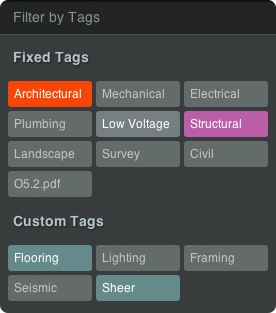 Filter by Tags
Fixed Tags
Architectural Mechanical Electrical
Plumbing Low Voltage Structural
Landscape Survey Civil
O5.2.pdf
Custom Tags
Flooring Lighting Framing
Seismic Sheer